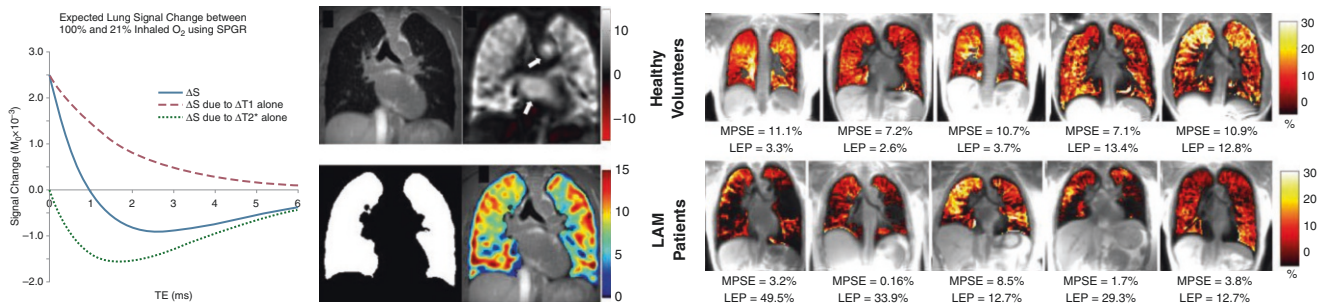 Expected Lung Signal Change between
100% and 21% Inhaled O2 using SPGR
3.0
2.0
1.0
0.0
−1.0
−2.0
Signal Change (M0×10−3)
0 1 2 3 4 5 6
TE (ms)
ΔS
ΔS due to ΔT1 alone
ΔS due to ΔT2* alone
10
0
−10
15
10
5
0
Healthy
Volunteers
30
20
10
0
%
MPSE = 11.1% MPSE = 7.2% MPSE = 10.7% MPSE = 7.1% MPSE = 10.9%
LEP = 3.3% LEP = 2.6% LEP = 3.7% LEP = 13.4% LEP = 12.8%
LAM
Patients
30
20
10
0
%
MPSE = 3.2% MPSE = 0.16% MPSE = 8.5% MPSE = 1.7% MPSE = 3.8%
LEP = 49.5% LEP = 33.9% LEP = 12.7% LEP = 29.3% LEP = 12.7%